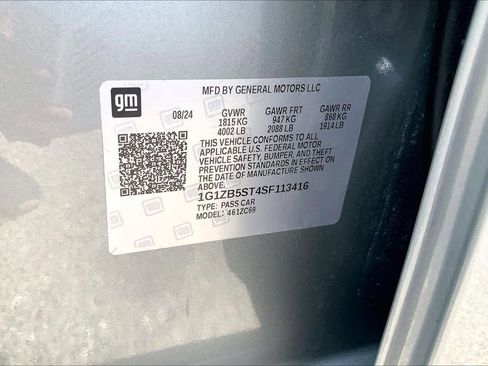 gm
MFD BY GENERAL MOTORS LLC
08/24 GVWR GAWR FRT GAWR RR
1815 KG 947 KG 868 KG
4002 LB 2088 LB 1914 LB
THIS VEHICLE CONFORMS TO ALL
APPLICABLE U.S. FEDERAL MOTOR
VEHICLE SAFETY, BUMPER, AND THEFT
PREVENTION STANDARDS IN EFFECT ON
THE DATE OF MANUFACTURE SHOWN
ABOVE.
1G1ZB5ST4SF113416
TYPE: PASS CAR
MODEL: 461ZC69